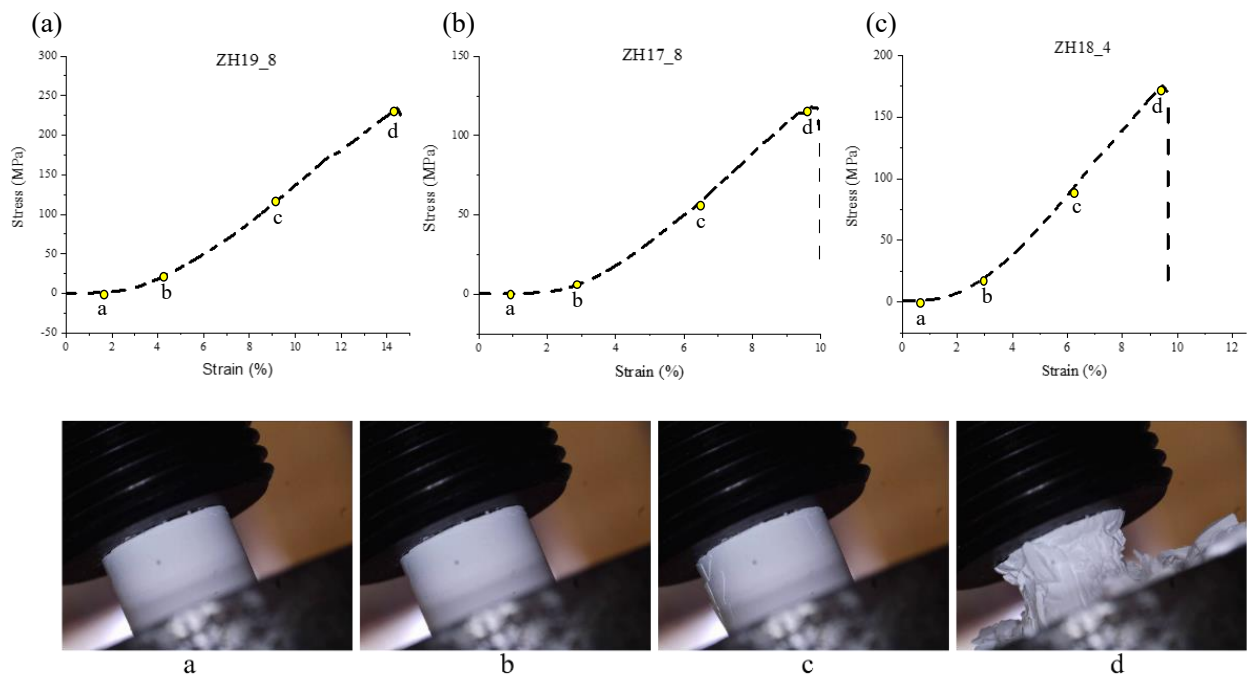 (a)
ZH19_8
300
250
200
150
100
50
0
-50
Stress (MPa)
0 2 4 6 8 10 12 14
Strain (%)
a
b
c
d
(b)
ZH17_8
150
100
50
0
Stress (MPa)
0 2 4 6 8 10
Strain (%)
a
b
c
d
(c)
ZH18_4
200
150
100
50
0
Stress (MPa)
0 2 4 6 8 10 12
Strain (%)
a
b
c
d
a b c d